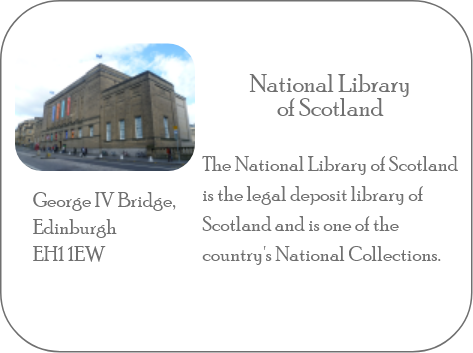 National Library
of Scotland
The National Library of Scotland
is the legal deposit library of
Scotland and is one of the
country's National Collections.
George IV Bridge,
Edinburgh
EH1 1EW